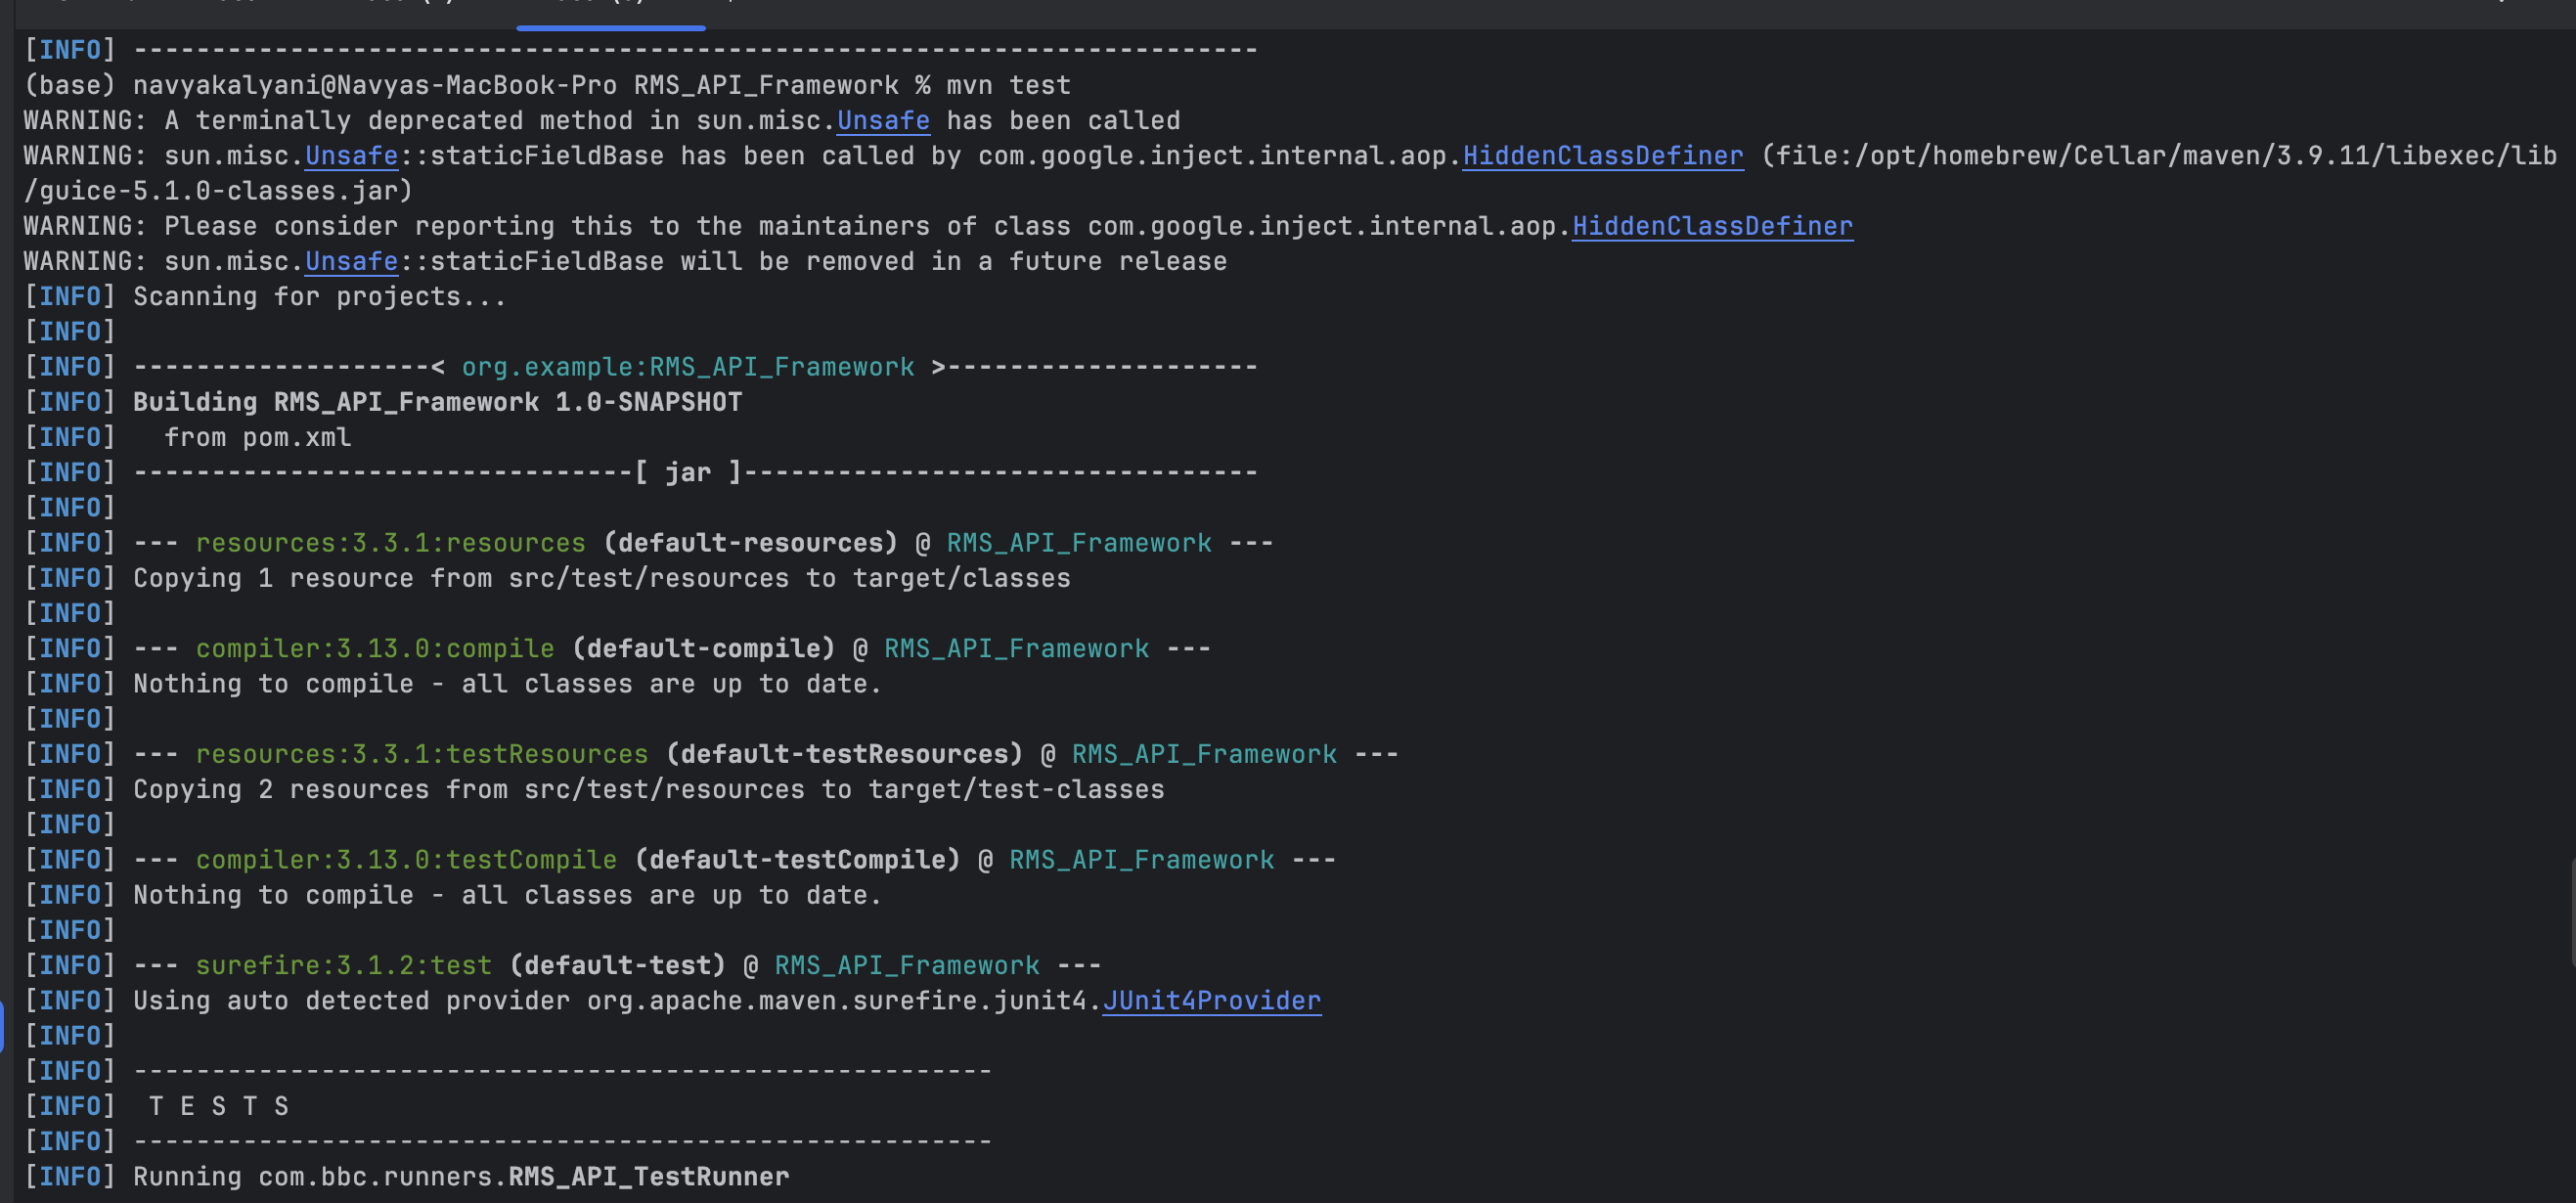 [INFO] ------------------------------------------------------------------------
(base) navyakalyani@Navyas-MacBook-Pro RMS_API_Framework % mvn test
WARNING: A terminally deprecated method in sun.misc.Unsafe has been called
WARNING: sun.misc.Unsafe::staticFieldBase has been called by com.google.inject.internal.aop.HiddenClassDefiner (file:/opt/homebrew/Cellar/maven/3.9.11/libexec/lib
/guice-5.1.0-classes.jar)
WARNING: Please consider reporting this to the maintainers of class com.google.inject.internal.aop.HiddenClassDefiner
WARNING: sun.misc.Unsafe::staticFieldBase will be removed in a future release
[INFO] Scanning for projects...
[INFO]
[INFO] -------------------< org.example:RMS_API_Framework >--------------------
[INFO] Building RMS_API_Framework 1.0-SNAPSHOT
[INFO]   from pom.xml
[INFO] --------------------------------[ jar ]---------------------------------
[INFO]
[INFO] --- resources:3.3.1:resources (default-resources) @ RMS_API_Framework ---
[INFO] Copying 1 resource from src/test/resources to target/classes
[INFO]
[INFO] --- compiler:3.13.0:compile (default-compile) @ RMS_API_Framework ---
[INFO] Nothing to compile - all classes are up to date.
[INFO]
[INFO] --- resources:3.3.1:testResources (default-testResources) @ RMS_API_Framework ---
[INFO] Copying 2 resources from src/test/resources to target/test-classes
[INFO]
[INFO] --- compiler:3.13.0:testCompile (default-testCompile) @ RMS_API_Framework ---
[INFO] Nothing to compile - all classes are up to date.
[INFO]
[INFO] --- surefire:3.1.2:test (default-test) @ RMS_API_Framework ---
[INFO] Using auto detected provider org.apache.maven.surefire.junit4.JUnit4Provider
[INFO]
[INFO] -------------------------------------------------------
[INFO]  T E S T S
[INFO] -------------------------------------------------------
[INFO] Running com.bbc.runners.RMS_API_TestRunner